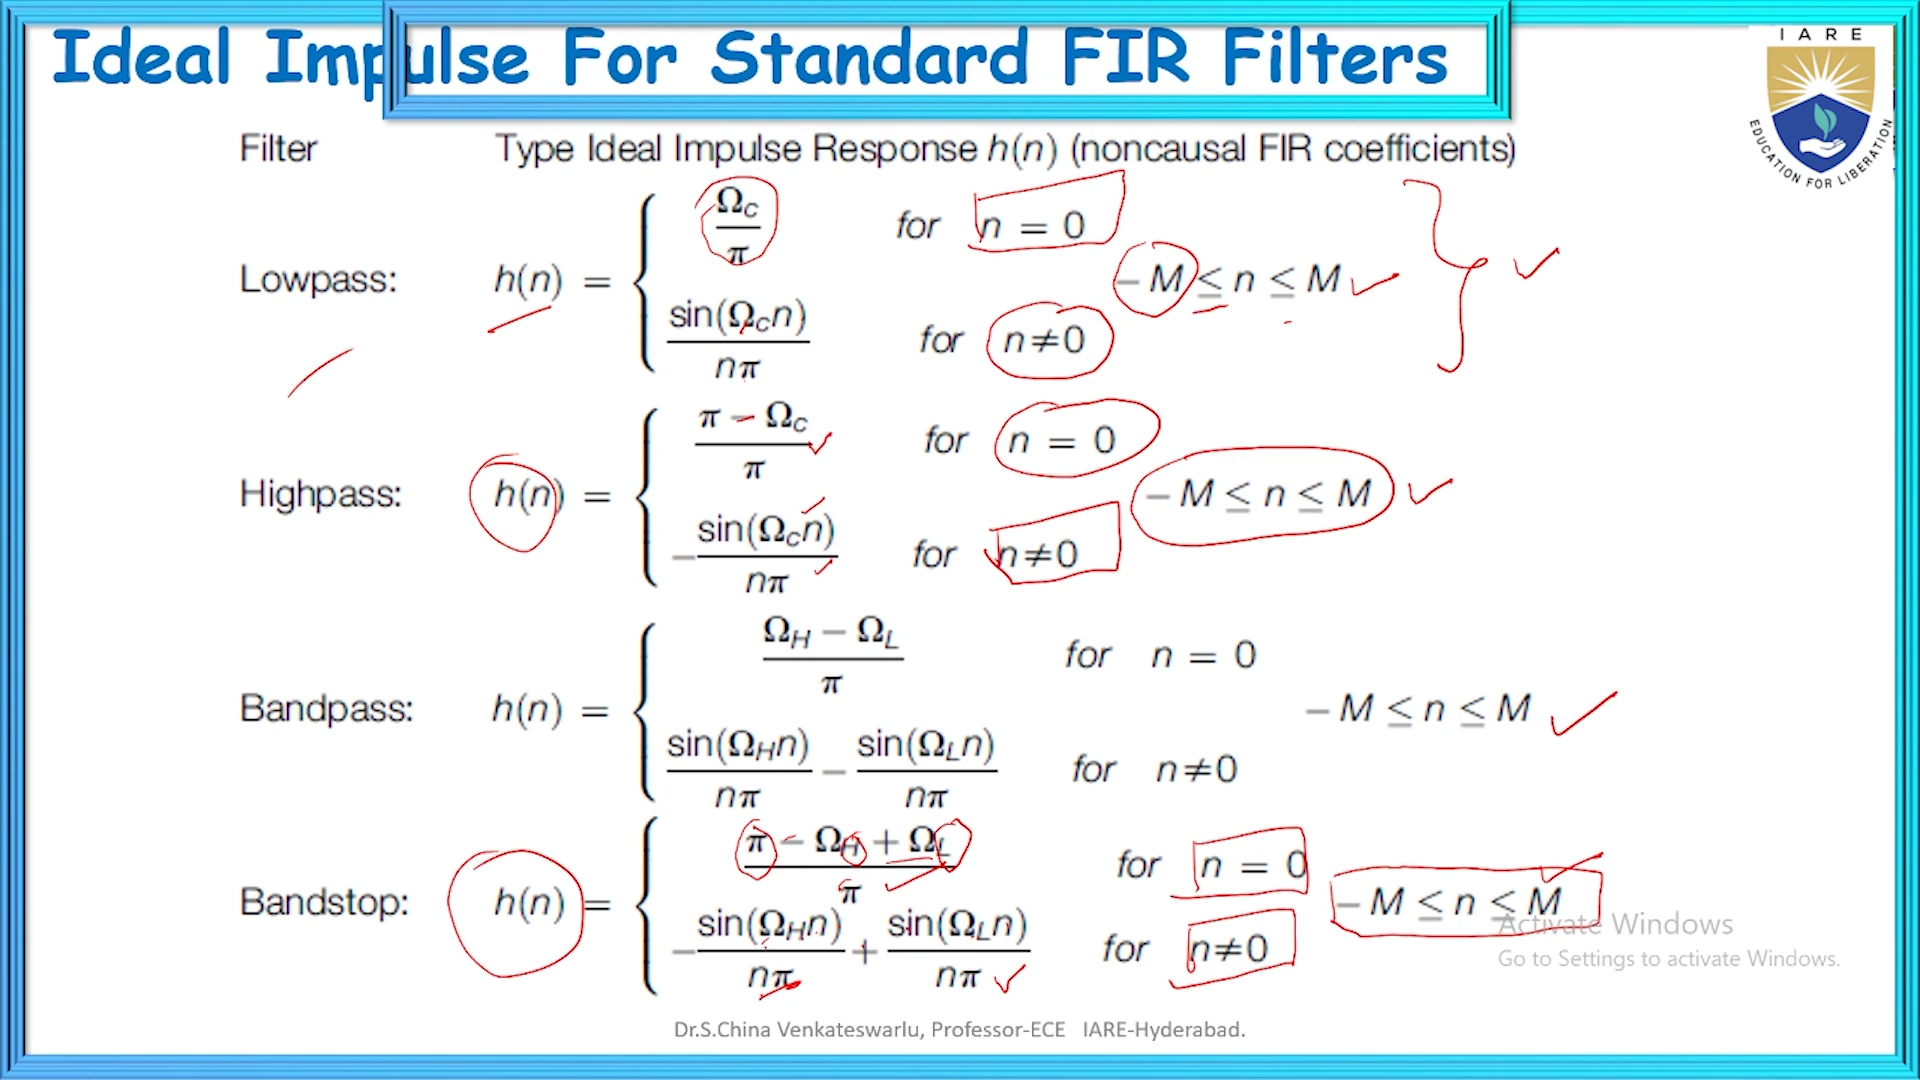 Ideal Impulse For Standard FIR Filters
IARE
EDUCATION FOR LIBERATION
Filter Type Ideal Impulse Response h(n) (noncausal FIR coefficients)
Lowpass: h(n) = { Ωc/π for n = 0
sin(Ωcn)/nπ for n≠0 −M ≤ n ≤ M
Highpass: h(n) = { π − Ωc/π for n = 0
−sin(Ωcn)/nπ for n≠0 −M ≤ n ≤ M
Bandpass: h(n) = { ΩH − ΩL/π for n = 0
sin(ΩHn)/nπ − sin(ΩLn)/nπ for n≠0 −M ≤ n ≤ M
Bandstop: h(n) = { π − ΩH + ΩL/π for n = 0
−sin(ΩHn)/nπ + sin(ΩLn)/nπ for n≠0 −M ≤ n ≤ M
Activate Windows
Go to Settings to activate Windows.
Dr.S.China Venkateswarlu, Professor-ECE IARE-Hyderabad.